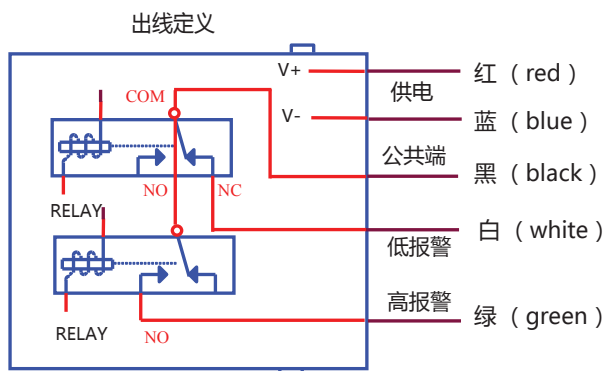 出线定义
V+
供电
红 ( red )
COM
V-
蓝 ( blue )
公共端
黑 ( black )
NO
NC
RELAY
白 ( white )
低报警
高报警
绿 ( green )
RELAY
NO